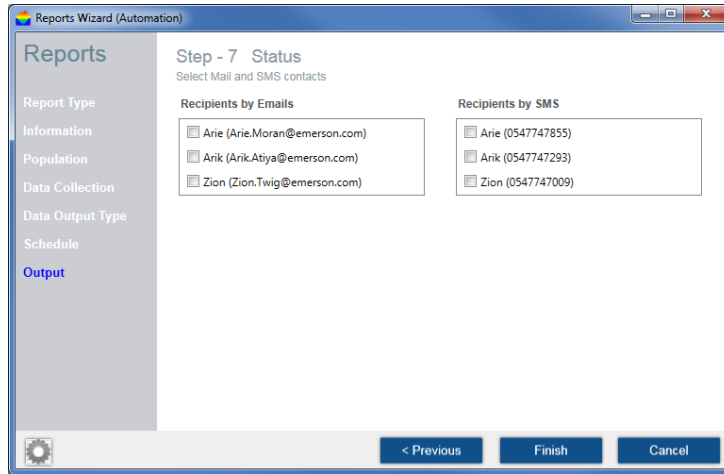 Reports Wizard (Automation)
Reports
Step - 7 Status
Select Mail and SMS contacts
Report Type
Information
Population
Data Collection
Data Output Type
Schedule
Output
Recipients by Emails
Arie (Arie.Moran@emerson.com)
Arik (Arik.Atiya@emerson.com)
Zion (Zion.Twig@emerson.com)
Recipients by SMS
Arie (0547747855)
Arik (0547747293)
Zion (0547747009)
< Previous
Finish
Cancel